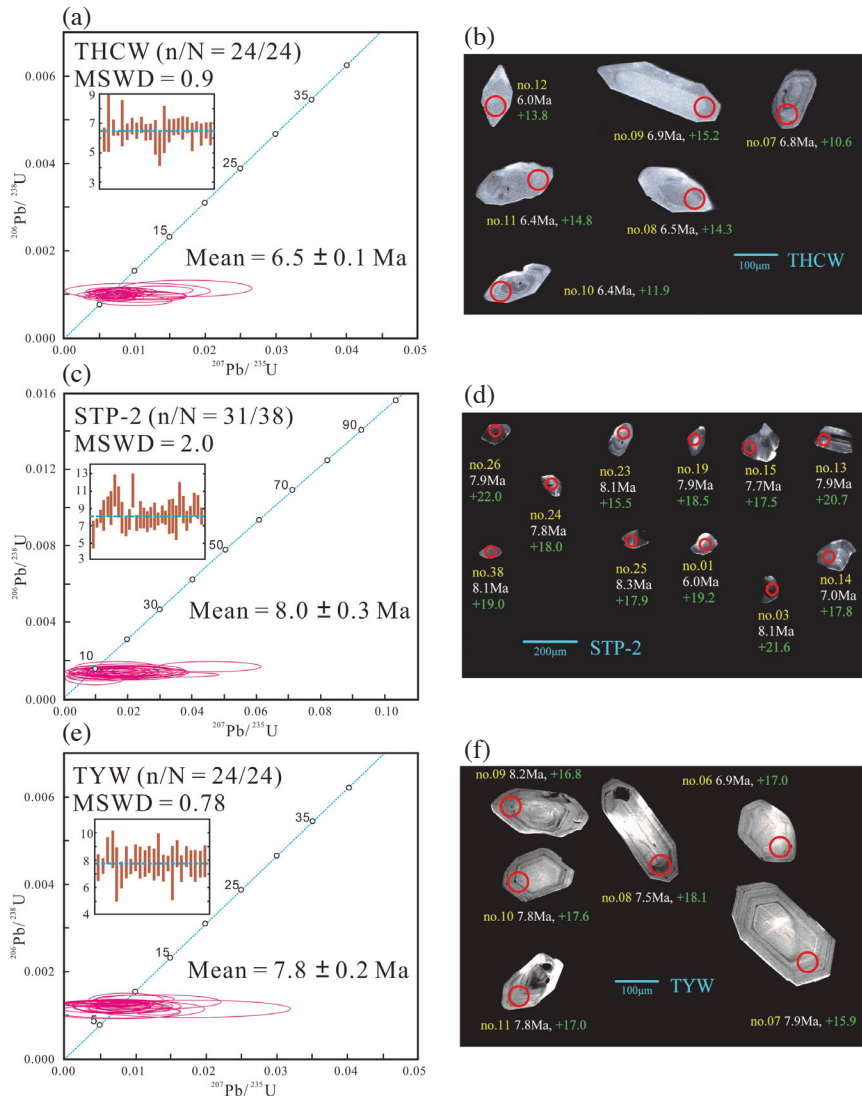 (a)
THCW (n/N = 24/24)
MSWD = 0.9
9
7
5
3
35
25
15
Mean = 6.5 ± 0.1 Ma
0.006
0.004
0.002
0.000
²⁰⁶Pb/²³⁸U
0.00 0.01 0.02 0.03 0.04 0.05
²⁰⁷Pb/²³⁵U
(b)
no.12
6.0Ma
+13.8
no.09 6.9Ma, +15.2
no.07 6.8Ma, +10.6
no.11 6.4Ma, +14.8
no.08 6.5Ma, +14.3
no.10 6.4Ma, +11.9
100μm THCW
(c)
STP-2 (n/N = 31/38)
MSWD = 2.0
13
11
9
7
5
3
90
70
50
30
10
Mean = 8.0 ± 0.3 Ma
0.016
0.012
0.008
0.004
0.000
²⁰⁶Pb/²³⁸U
0.00 0.02 0.04 0.06 0.08 0.10
²⁰⁷Pb/²³⁵U
(d)
no.26
7.9Ma
+22.0
no.24
7.8Ma
+18.0
no.23
8.1Ma
+15.5
no.19
7.9Ma
+18.5
no.15
7.7Ma
+17.5
no.13
7.9Ma
+20.7
no.38
8.1Ma
+19.0
no.25
8.3Ma
+17.9
no.01
6.0Ma
+19.2
no.03
8.1Ma
+21.6
no.14
7.0Ma
+17.8
200μm STP-2
(e)
TYW (n/N = 24/24)
MSWD = 0.78
10
8
6
4
35
25
15
5
Mean = 7.8 ± 0.2 Ma
0.006
0.004
0.002
0.000
²⁰⁶Pb/²³⁸U
0.00 0.01 0.02 0.03 0.04 0.05
²⁰⁷Pb/²³⁵U
(f)
no.09 8.2Ma, +16.8
no.06 6.9Ma, +17.0
no.08 7.5Ma, +18.1
no.10 7.8Ma, +17.6
no.11 7.8Ma, +17.0
no.07 7.9Ma, +15.9
100μm TYW